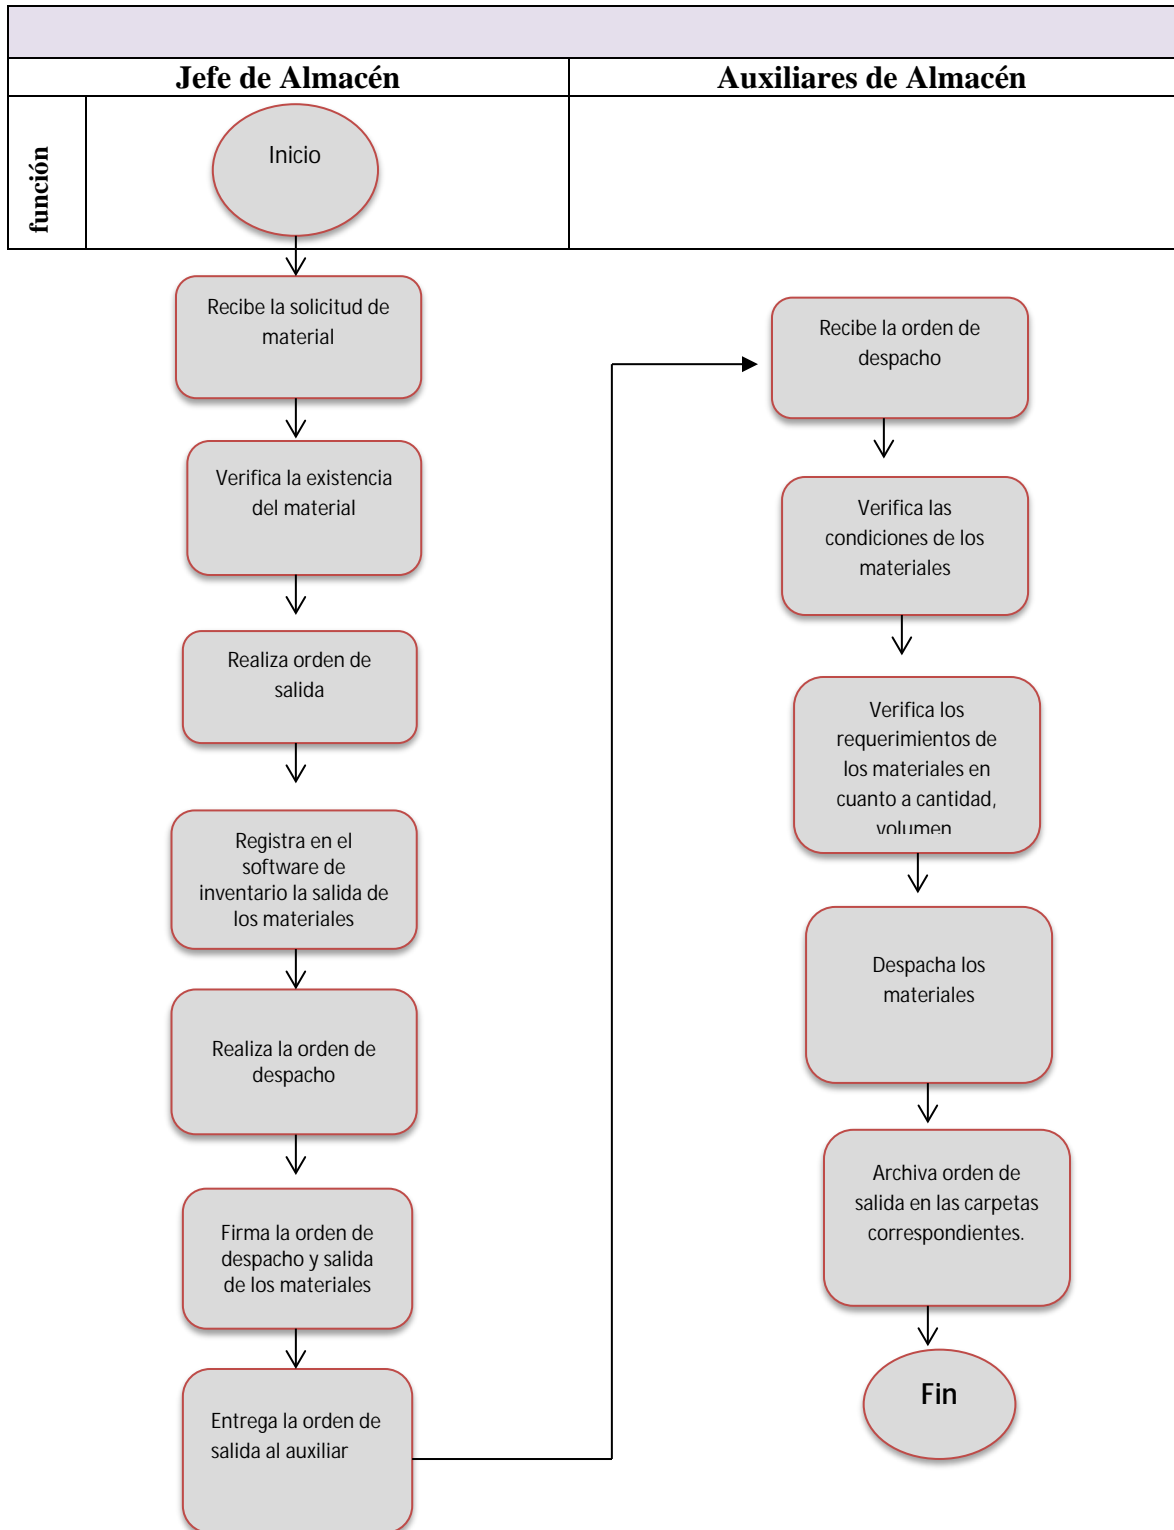 Jefe de Almacén
Auxiliares de Almacén
función
Inicio
Recibe la solicitud de
material
Verifica la existencia
del material
Realiza orden de
salida
Registra en el
software de
inventario la salida de
los materiales
Realiza la orden de
despacho
Firma la orden de
despacho y salida
de los materiales
Entrega la orden de
salida al auxiliar
Recibe la orden de
despacho
Verifica las
condiciones de los
materiales
Verifica los
requerimientos de
los materiales en
cuanto a cantidad,
volumen
Despacha los
materiales
Archiva orden de
salida en las carpetas
correspondientes.
Fin